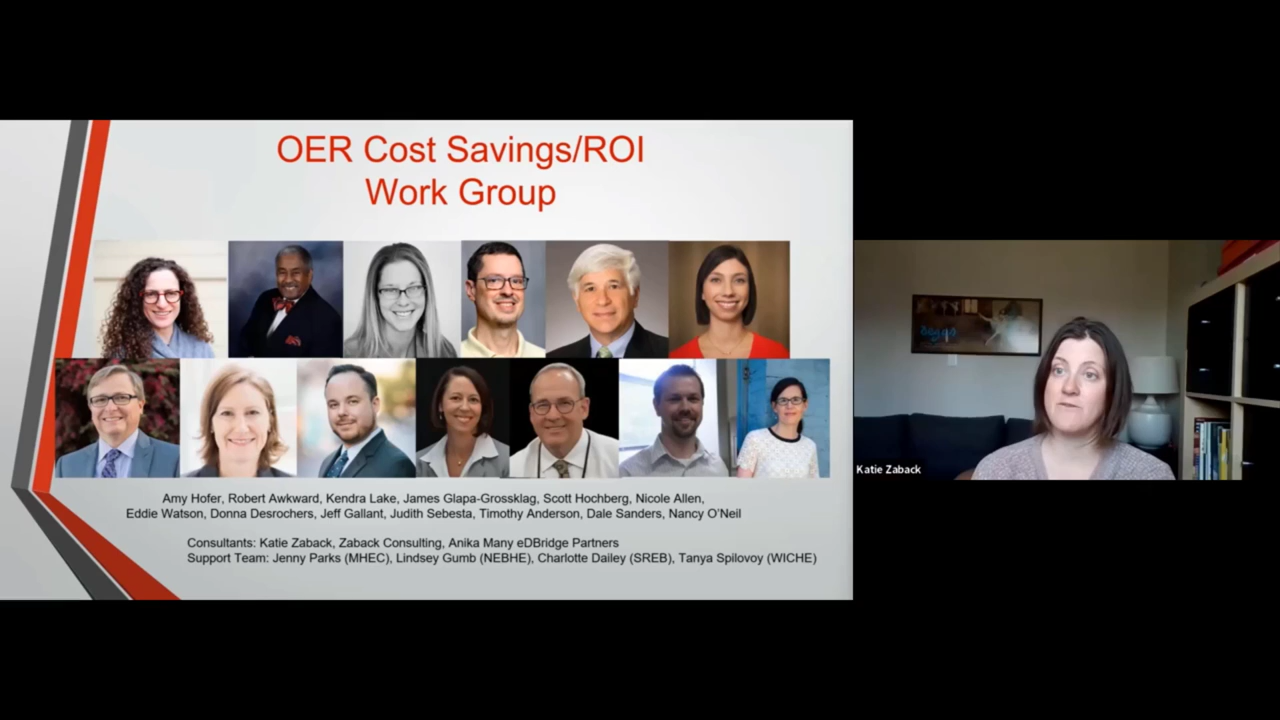 OER Cost Savings/ROI
Work Group
Amy Hofer, Robert Awkward, Kendra Lake, James Glapa-Grossklag, Scott Hochberg, Nicole Allen,
Eddie Watson, Donna Desrochers, Jeff Gallant, Judith Sebesta, Timothy Anderson, Dale Sanders, Nancy O'Neil
Consultants: Katie Zaback, Zaback Consulting, Anika Many eDBridge Partners
Support Team: Jenny Parks (MHEC), Lindsey Gumb (NEBHE), Charlotte Dailey (SREB), Tanya Spilovoy (WICHE)
Katie Zaback